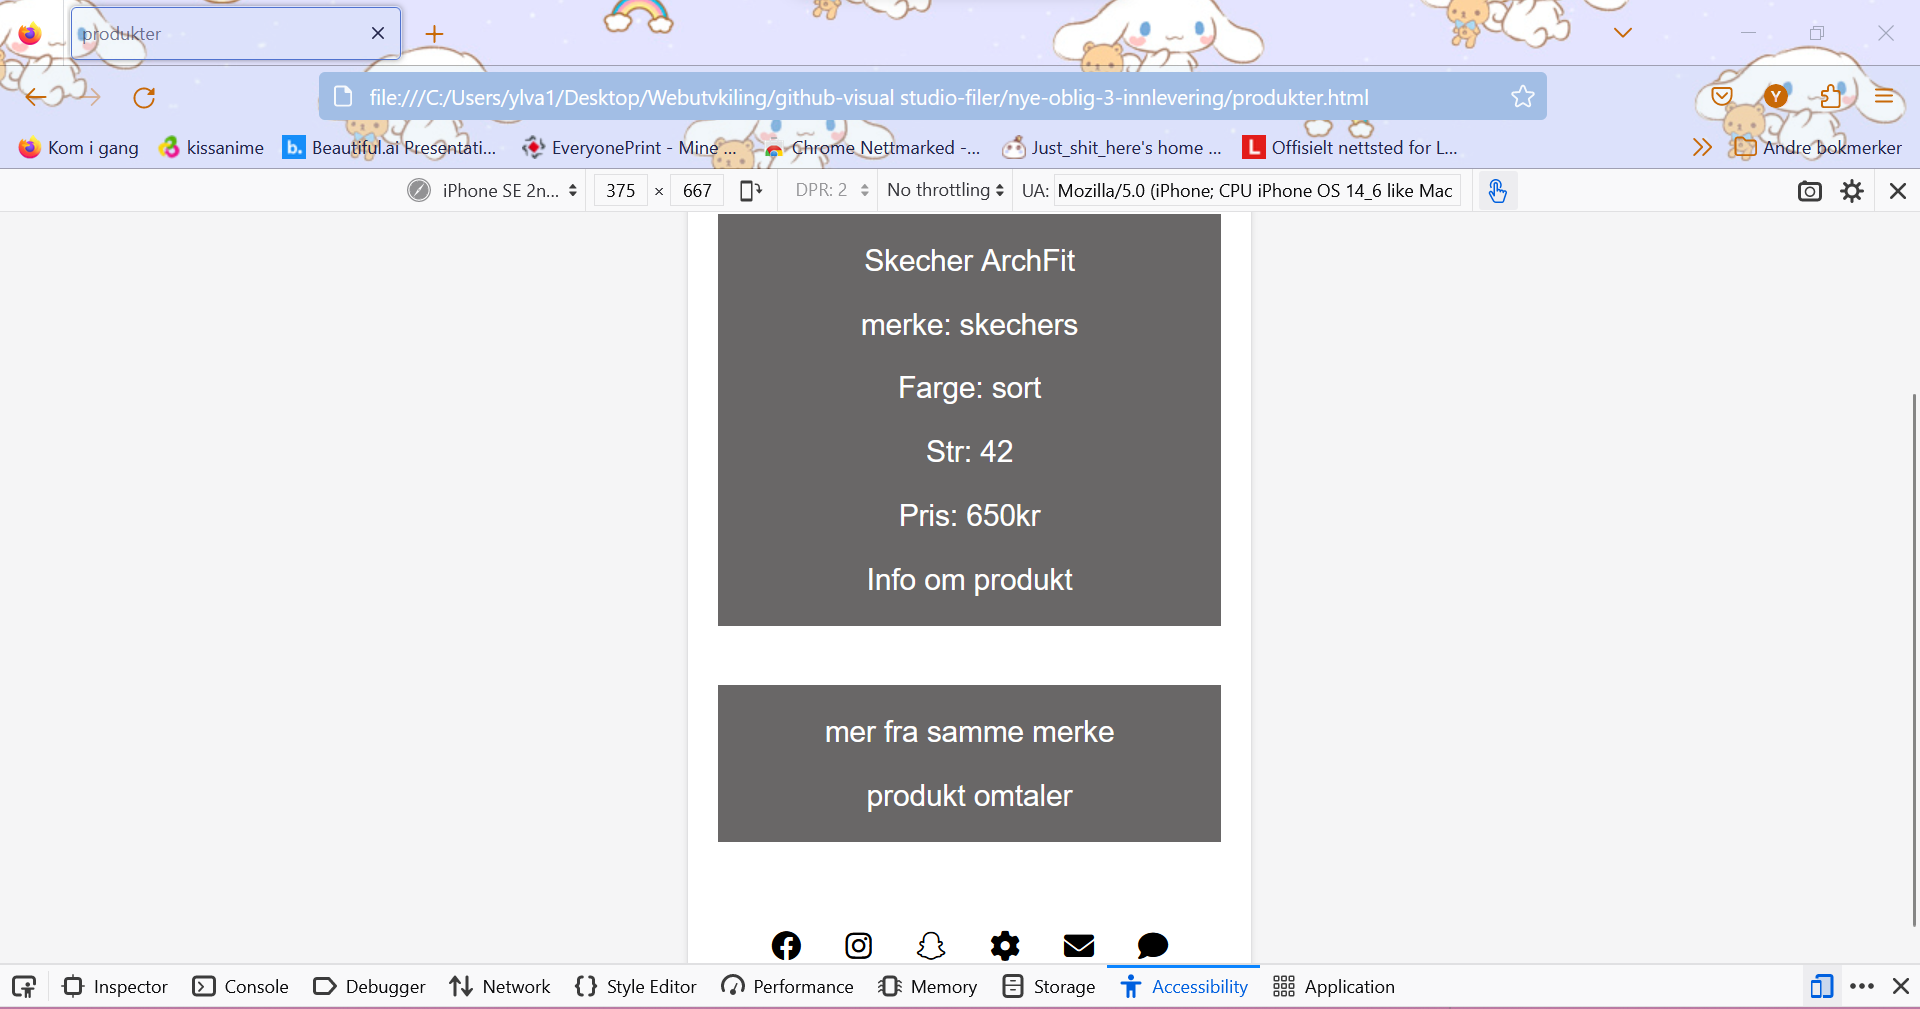 produkter
file:///C:/Users/ylva1/Desktop/Webutvkiling/github-visual studio-filer/nye-oblig-3-innlevering/produkter.html
Y
Kom i gang kissanime b. Beautiful.ai Presentati... EveryonePrint - Mine ... Chrome Nettmarked -... Just_shit_here's home ... L Offisielt nettsted for L... Andre bokmerker
iPhone SE 2n... 375 × 667 DPR: 2 No throttling UA: Mozilla/5.0 (iPhone; CPU iPhone OS 14_6 like Mac
Skecher ArchFit
merke: skechers
Farge: sort
Str: 42
Pris: 650kr
Info om produkt
mer fra samme merke
produkt omtaler
Inspector Console Debugger Network Style Editor Performance Memory Storage Accessibility Application